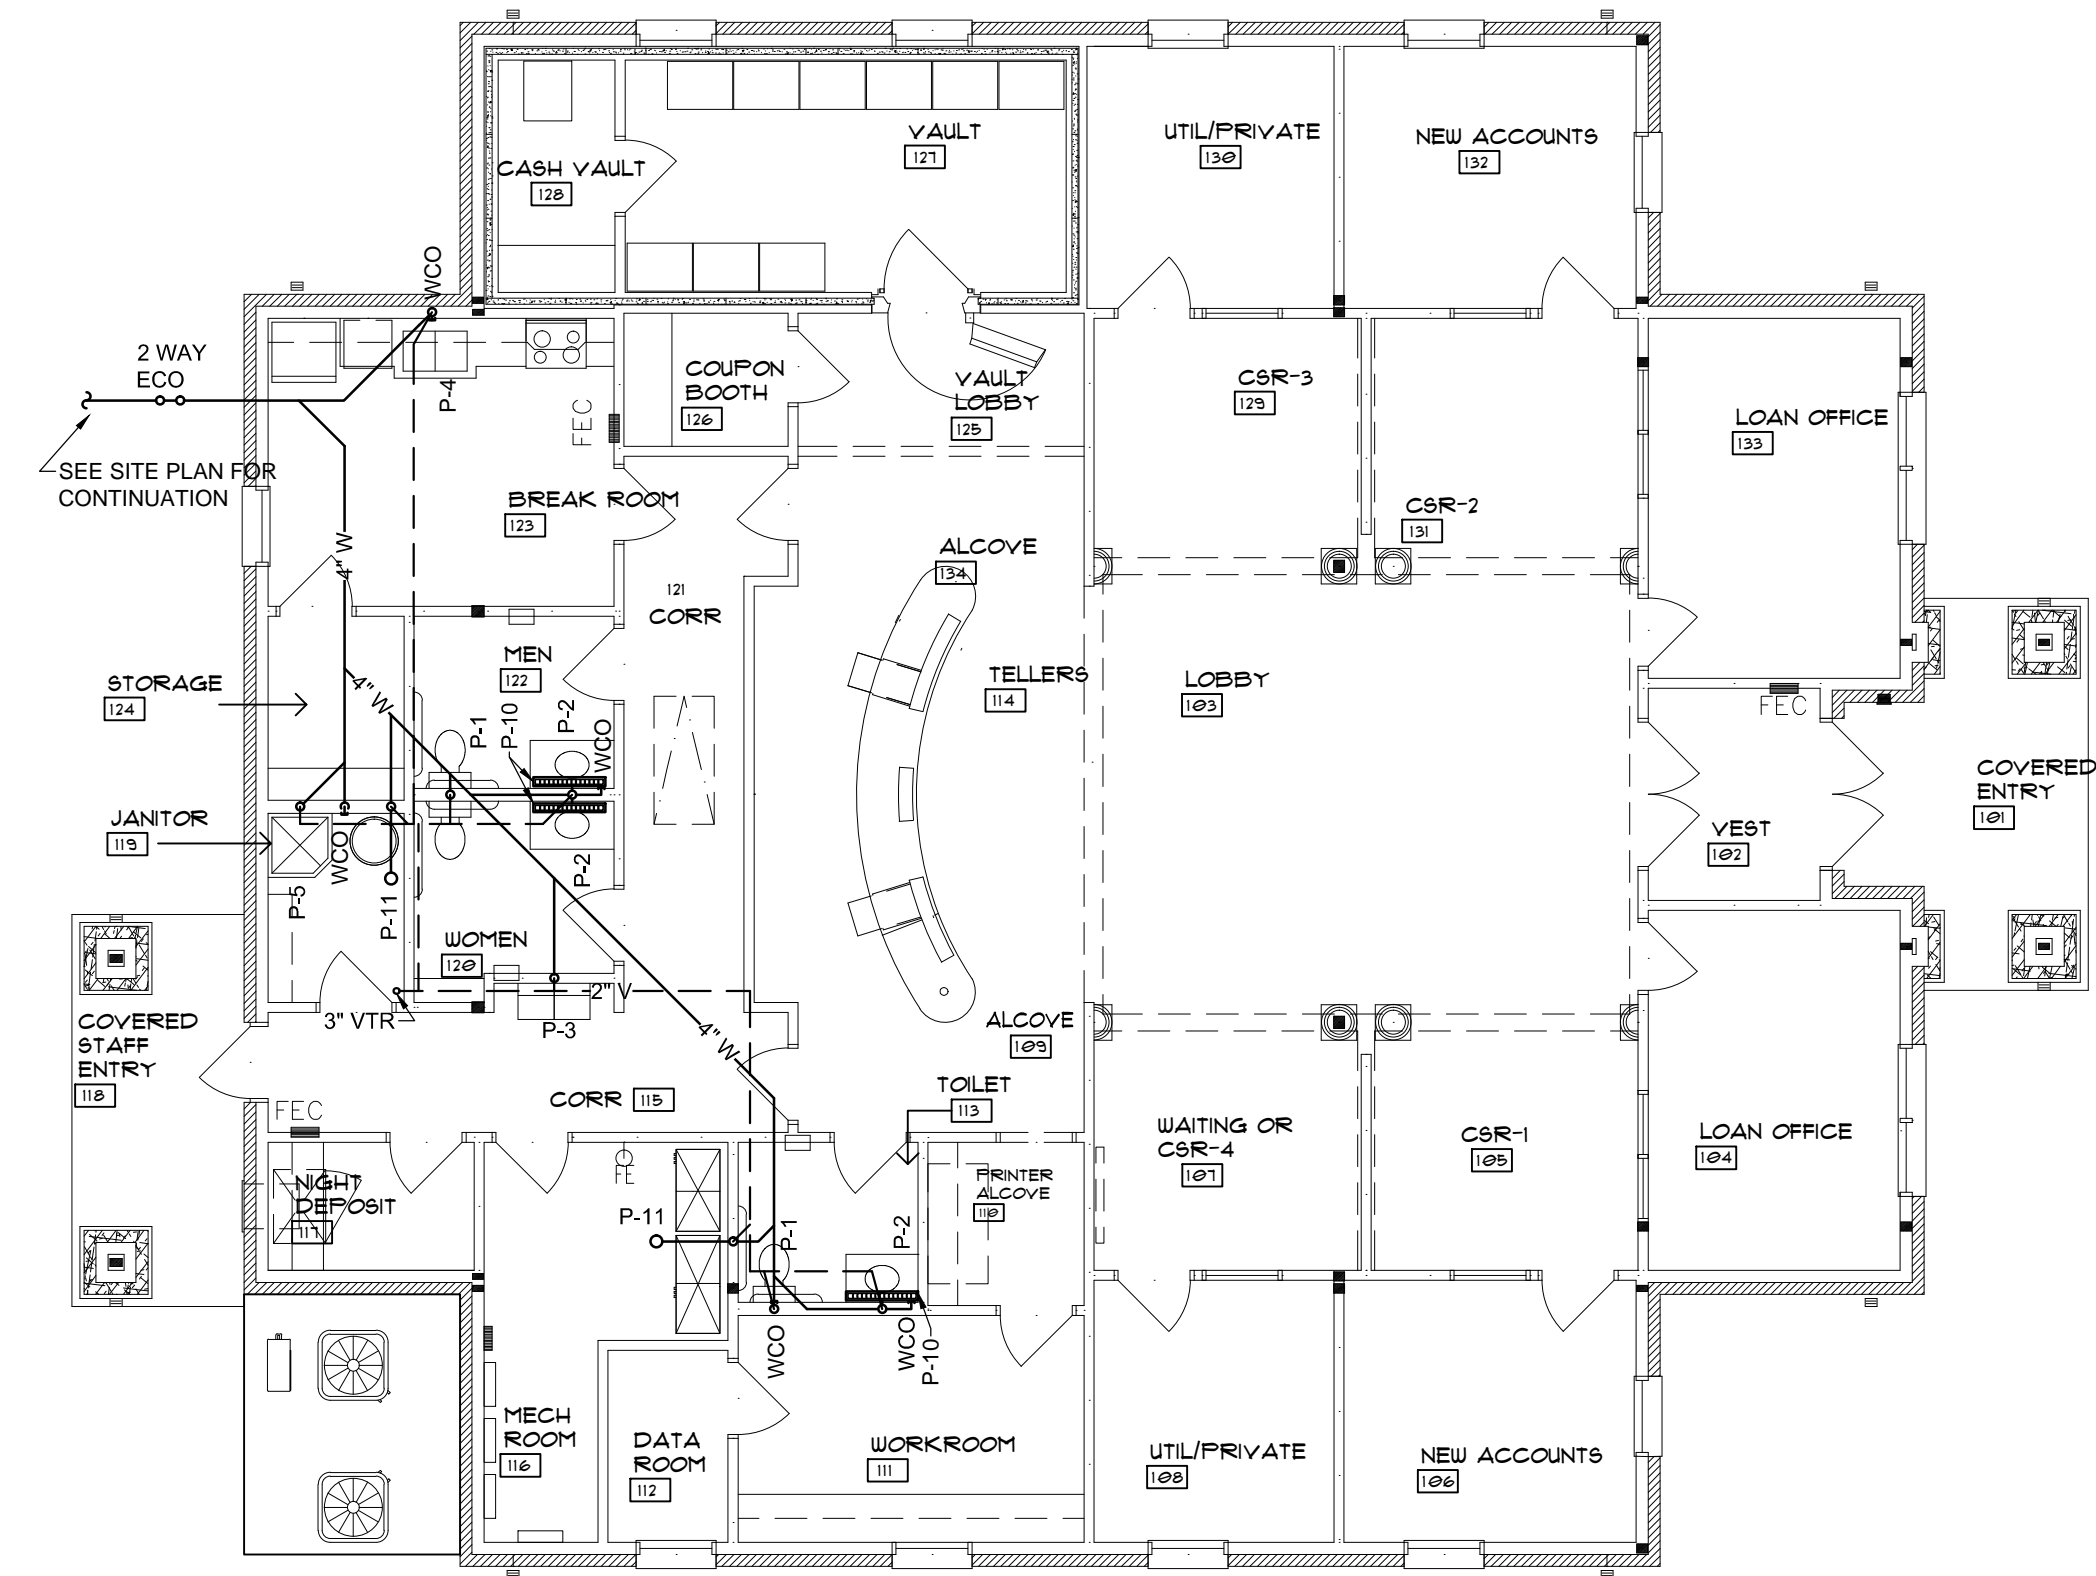 VAULT
127
UTIL/PRIVATE
130
NEW ACCOUNTS
132
CASH VAULT
128
WCO
2 WAY
ECO
P-4
COUPON
BOOTH
126
VAULT
LOBBY
125
CSR-3
129
LOAN OFFICE
133
FEC
SEE SITE PLAN FOR
CONTINUATION
BREAK ROOM
123
CSR-2
131
4" W
ALCOVE
134
121
CORR
MEN
122
STORAGE
124
4" W
TELLERS
114
LOBBY
103
FEC
P-1
P-10
P-2
WCO
COVERED
ENTRY
101
JANITOR
119
WCO
VEST
102
P-5
P-11
P-2
WOMEN
120
2" V
3" VTR
P-3
COVERED
STAFF
ENTRY
118
4" W
ALCOVE
109
CORR
115
TOILET
113
FEC
WAITING OR
CSR-4
107
CSR-1
105
LOAN OFFICE
104
NIGHT
DEPOSIT
117
FE
PRINTER
ALCOVE
110
P-11
P-1
P-2
WCO
WCO
P-10
MECH
ROOM
116
DATA
ROOM
112
WORKROOM
111
UTIL/PRIVATE
108
NEW ACCOUNTS
106